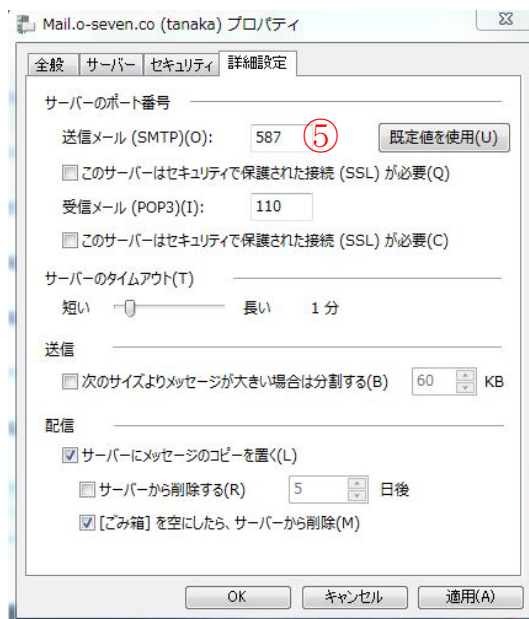 Mail.o-seven.co (tanaka) プロパティ
全般 サーバー セキュリティ 詳細設定
サーバーのポート番号
送信メール (SMTP)(O): 587 ⑤ 既定値を使用(U)
このサーバーはセキュリティで保護された接続 (SSL) が必要(Q)
受信メール (POP3)(I): 110
このサーバーはセキュリティで保護された接続 (SSL) が必要(C)
サーバーのタイムアウト(T)
短い 長い 1 分
送信
次のサイズよりメッセージが大きい場合は分割する(B) 60 KB
配信
サーバーにメッセージのコピーを置く(L)
サーバーから削除する(R) 5 日後
[ごみ箱] を空にしたら、サーバーから削除(M)
OK キャンセル 適用(A)